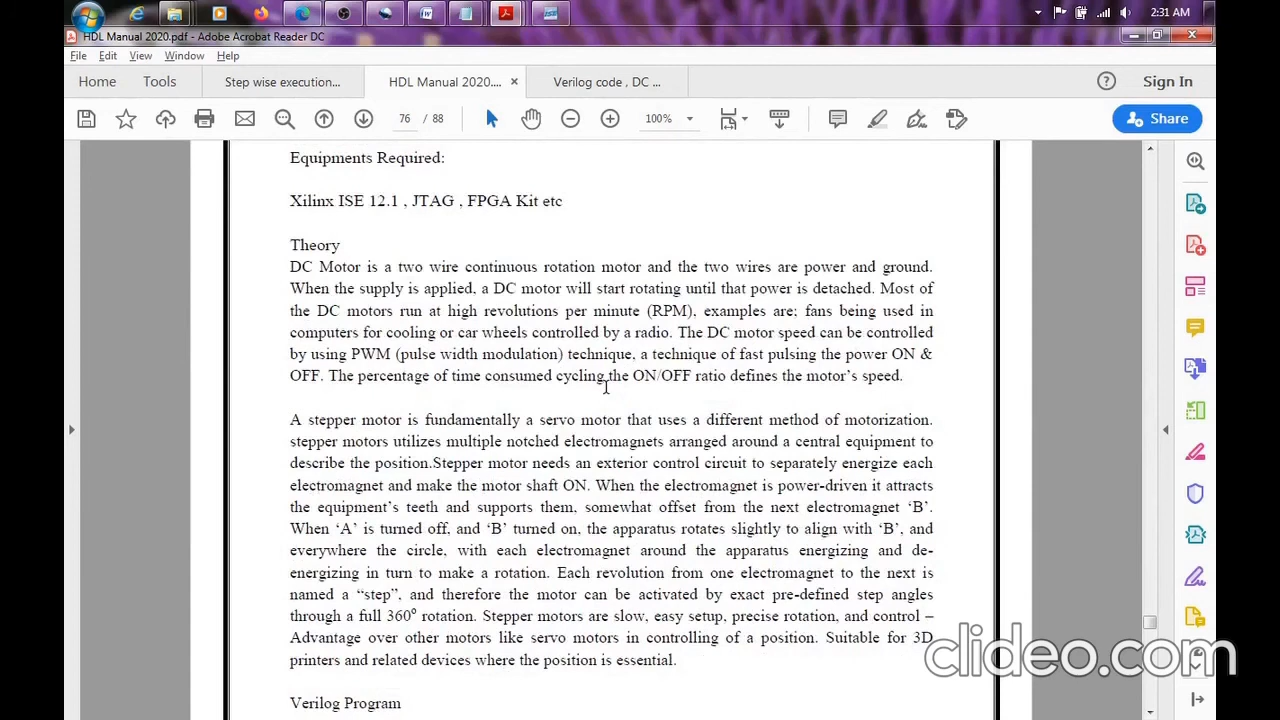 2:31 AM
HDL Manual 2020.pdf - Adobe Acrobat Reader DC
File Edit View Window Help
Home Tools Step wise execution... HDL Manual 2020.... × Verilog code , DC ... Sign In
76 / 88 100% Share
Equipments Required:
Xilinx ISE 12.1 , JTAG , FPGA Kit etc
Theory
DC Motor is a two wire continuous rotation motor and the two wires are power and ground.
When the supply is applied, a DC motor will start rotating until that power is detached. Most of
the DC motors run at high revolutions per minute (RPM), examples are; fans being used in
computers for cooling or car wheels controlled by a radio. The DC motor speed can be controlled
by using PWM (pulse width modulation) technique, a technique of fast pulsing the power ON &
OFF. The percentage of time consumed cycling the ON/OFF ratio defines the motor’s speed.
A stepper motor is fundamentally a servo motor that uses a different method of motorization.
stepper motors utilizes multiple notched electromagnets arranged around a central equipment to
describe the position.Stepper motor needs an exterior control circuit to separately energize each
electromagnet and make the motor shaft ON. When the electromagnet is power-driven it attracts
the equipment’s teeth and supports them, somewhat offset from the next electromagnet ‘B’.
When ‘A’ is turned off, and ‘B’ turned on, the apparatus rotates slightly to align with ‘B’, and
everywhere the circle, with each electromagnet around the apparatus energizing and de-
energizing in turn to make a rotation. Each revolution from one electromagnet to the next is
named a “step”, and therefore the motor can be activated by exact pre-defined step angles
through a full 360⁰ rotation. Stepper motors are slow, easy setup, precise rotation, and control –
Advantage over other motors like servo motors in controlling of a position. Suitable for 3D
printers and related devices where the position is essential.
clideo.com
Verilog Program